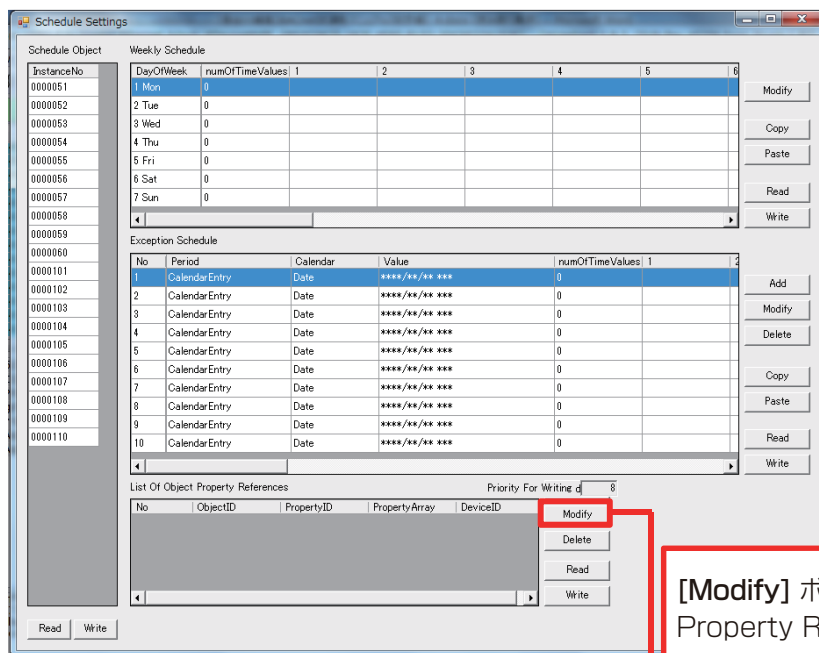 Schedule Settings
Schedule Object
InstanceNo
0000051
0000052
0000053
0000054
0000055
0000056
0000057
0000058
0000059
0000060
0000101
0000102
0000103
0000104
0000105
0000106
0000107
0000108
0000109
0000110
Read Write
Weekly Schedule
DayOfWeek numOfTimeValues 1 2 3 4 5 6
1 Mon 0
2 Tue 0
3 Wed 0
4 Thu 0
5 Fri 0
6 Sat 0
7 Sun 0
Modify
Copy
Paste
Read
Write
Exception Schedule
No Period Calendar Value numOfTimeValues 1 2
1 CalendarEntry Date ****/**/** *** 0
2 CalendarEntry Date ****/**/** *** 0
3 CalendarEntry Date ****/**/** *** 0
4 CalendarEntry Date ****/**/** *** 0
5 CalendarEntry Date ****/**/** *** 0
6 CalendarEntry Date ****/**/** *** 0
7 CalendarEntry Date ****/**/** *** 0
8 CalendarEntry Date ****/**/** *** 0
9 CalendarEntry Date ****/**/** *** 0
10 CalendarEntry Date ****/**/** *** 0
Add
Modify
Delete
Copy
Paste
Read
Write
List Of Object Property References Priority For Writing d 8
No ObjectID PropertyID PropertyArray DeviceID
Modify
Delete
Read
Write
[Modify] ボ
Property R